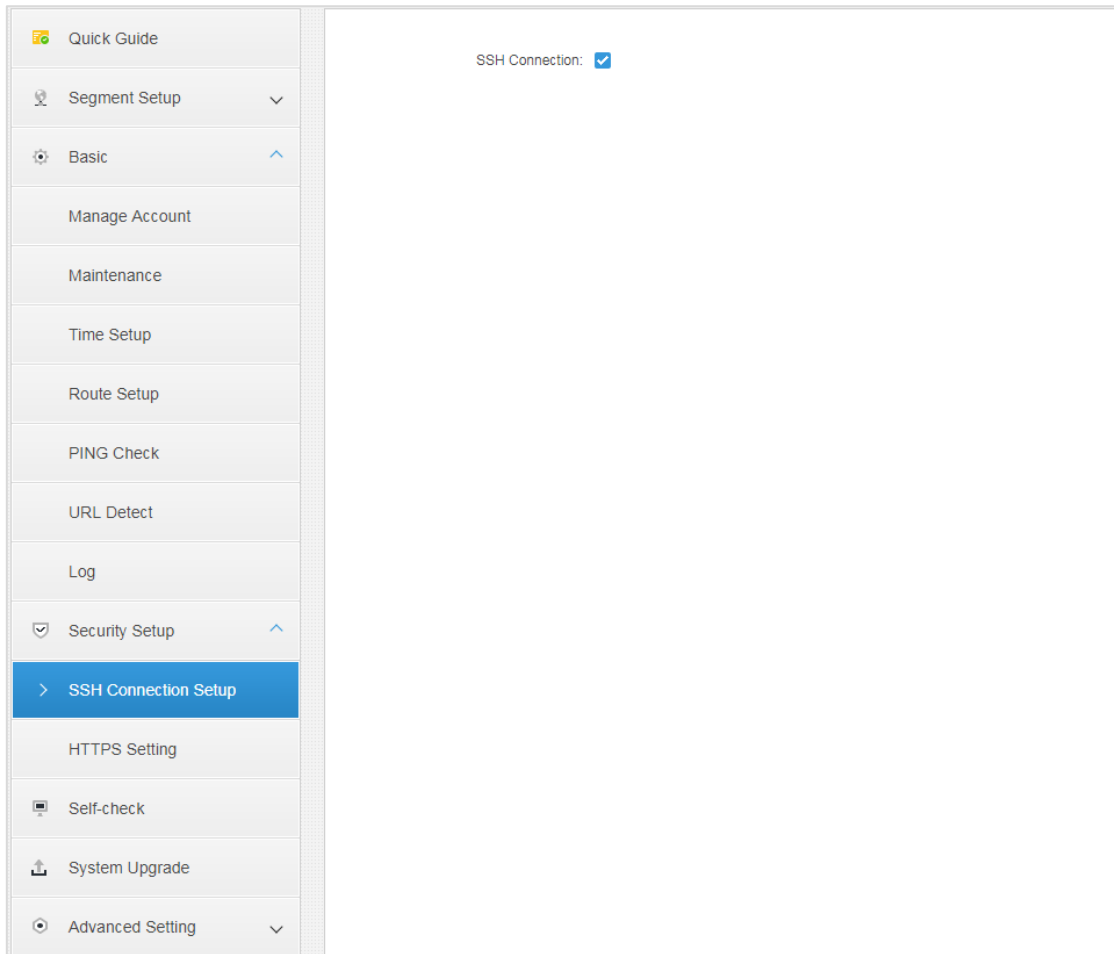 Quick Guide
SSH Connection:
Segment Setup
Basic
Manage Account
Maintenance
Time Setup
Route Setup
PING Check
URL Detect
Log
Security Setup
SSH Connection Setup
HTTPS Setting
Self-check
System Upgrade
Advanced Setting